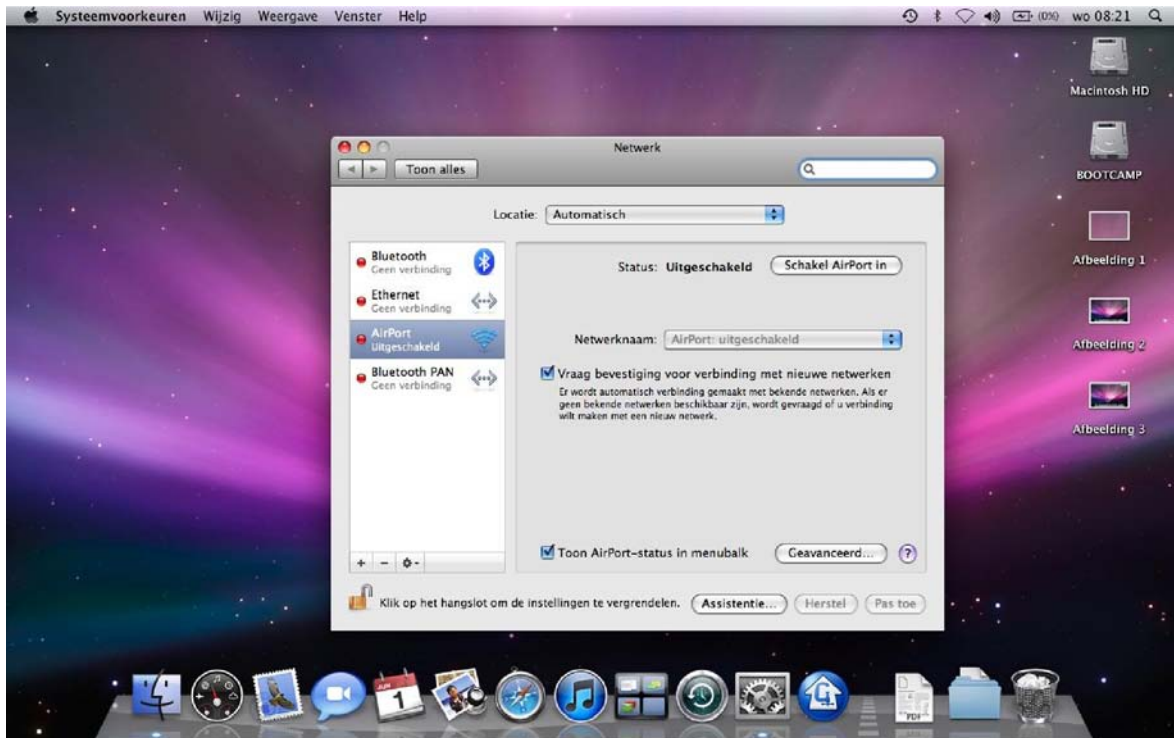 Systeemvoorkeuren Wijzig Weergave Venster Help (0%) wo 08:21
Macintosh HD
BOOTCAMP
Afbeelding 1
Afbeelding 2
Afbeelding 3
Netwerk
Toon alles
Locatie: Automatisch
Bluetooth
Geen verbinding
Ethernet
Geen verbinding
AirPort
Uitgeschakeld
Bluetooth PAN
Geen verbinding
Status: Uitgeschakeld Schakel AirPort in
Netwerknaam: AirPort: uitgeschakeld
Vraag bevestiging voor verbinding met nieuwe netwerken
Er wordt automatisch verbinding gemaakt met bekende netwerken. Als er
geen bekende netwerken beschikbaar zijn, wordt gevraagd of u verbinding
wilt maken met een nieuw netwerk.
Toon AirPort-status in menubalk Geavanceerd... ?
+ -
Klik op het hangslot om de instellingen te vergrendelen. Assistentie... Herstel Pas toe
JUN
1
PDF